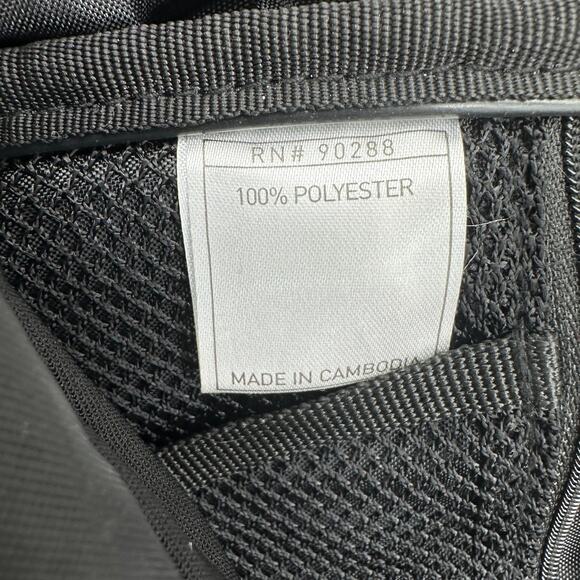 RN# 90288
100% POLYESTER
MADE IN CAMBODIA